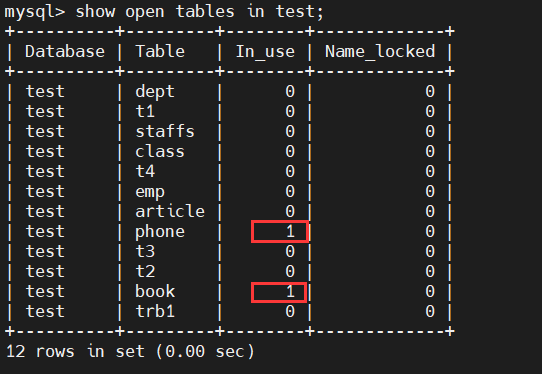 mysql> show open tables in test;
+----------+---------+--------+-------------+
| Database | Table   | In_use | Name_locked |
+----------+---------+--------+-------------+
| test     | dept    |      0 |           0 |
| test     | t1      |      0 |           0 |
| test     | staffs  |      0 |           0 |
| test     | class   |      0 |           0 |
| test     | t4      |      0 |           0 |
| test     | emp     |      0 |           0 |
| test     | article |      0 |           0 |
| test     | phone   |      1 |           0 |
| test     | t3      |      0 |           0 |
| test     | t2      |      0 |           0 |
| test     | book    |      1 |           0 |
| test     | trb1    |      0 |           0 |
+----------+---------+--------+-------------+
12 rows in set (0.00 sec)